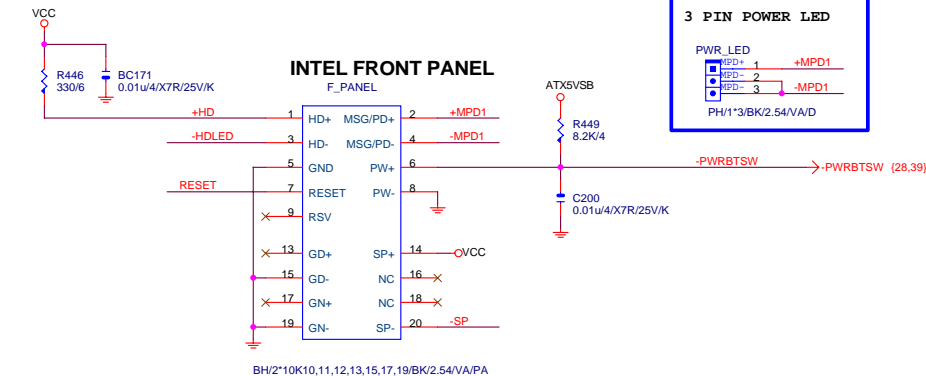 VCC
3 PIN POWER LED
PWR_LED
MPD+ 1 +MPD1
MPD- 2
MPD- 3 -MPD1
PH/1*3/BK/2.54/VA/D
R446
330/6
BC171
0.01u/4/X7R/25V/K
INTEL FRONT PANEL
F_PANEL
ATX5VSB
R449
8.2K/4
+HD 1 HD+ MSG/PD+ 2 +MPD1
-HDLED 3 HD- MSG/PD- 4 -MPD1
5 GND PW+ 6 -PWRBTSW -PWRBTSW {28,39}
RESET 7 RESET PW- 8
9 RSV
C200
0.01u/4/X7R/25V/K
13 GD+ SP+ 14 VCC
15 GD- NC 16
17 GN+ NC 18
19 GN- SP- 20 -SP
BH/2*10K10,11,12,13,15,17,19/BK/2.54/VA/PA